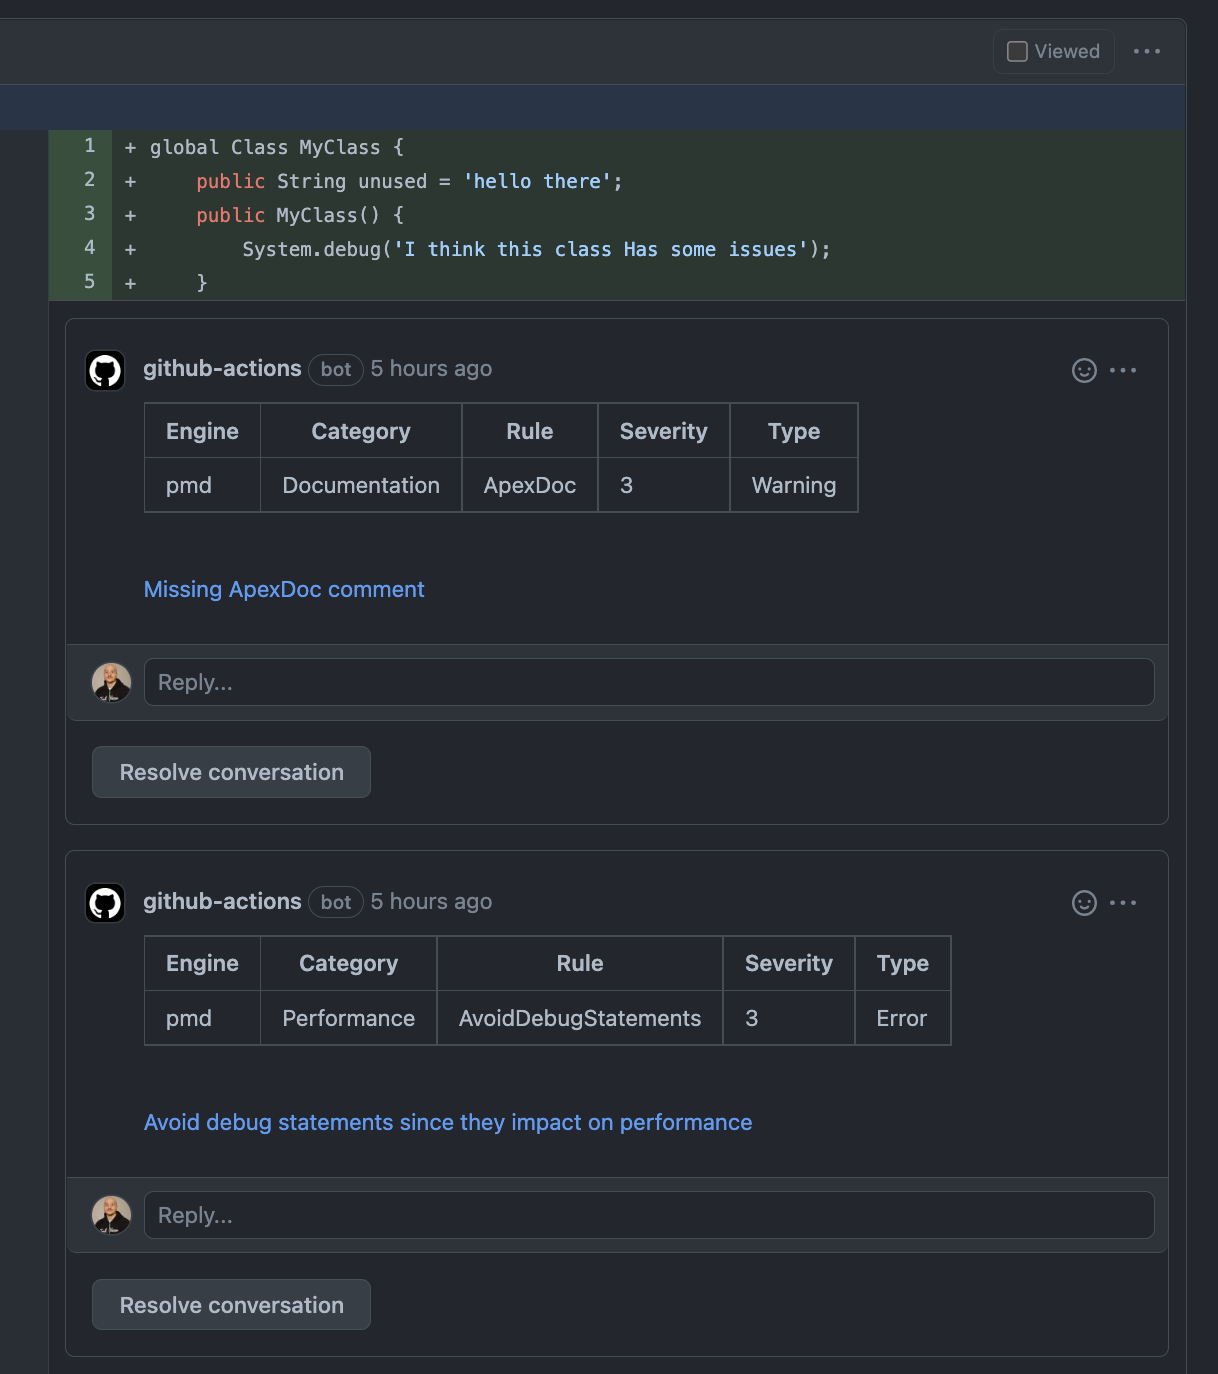 Viewed
1 + global Class MyClass {
2 + public String unused = 'hello there';
3 + public MyClass() {
4 + System.debug('I think this class Has some issues');
5 + }
github-actions bot 5 hours ago
Engine Category Rule Severity Type
pmd Documentation ApexDoc 3 Warning
Missing ApexDoc comment
Reply...
Resolve conversation
github-actions bot 5 hours ago
Engine Category Rule Severity Type
pmd Performance AvoidDebugStatements 3 Error
Avoid debug statements since they impact on performance
Reply...
Resolve conversation